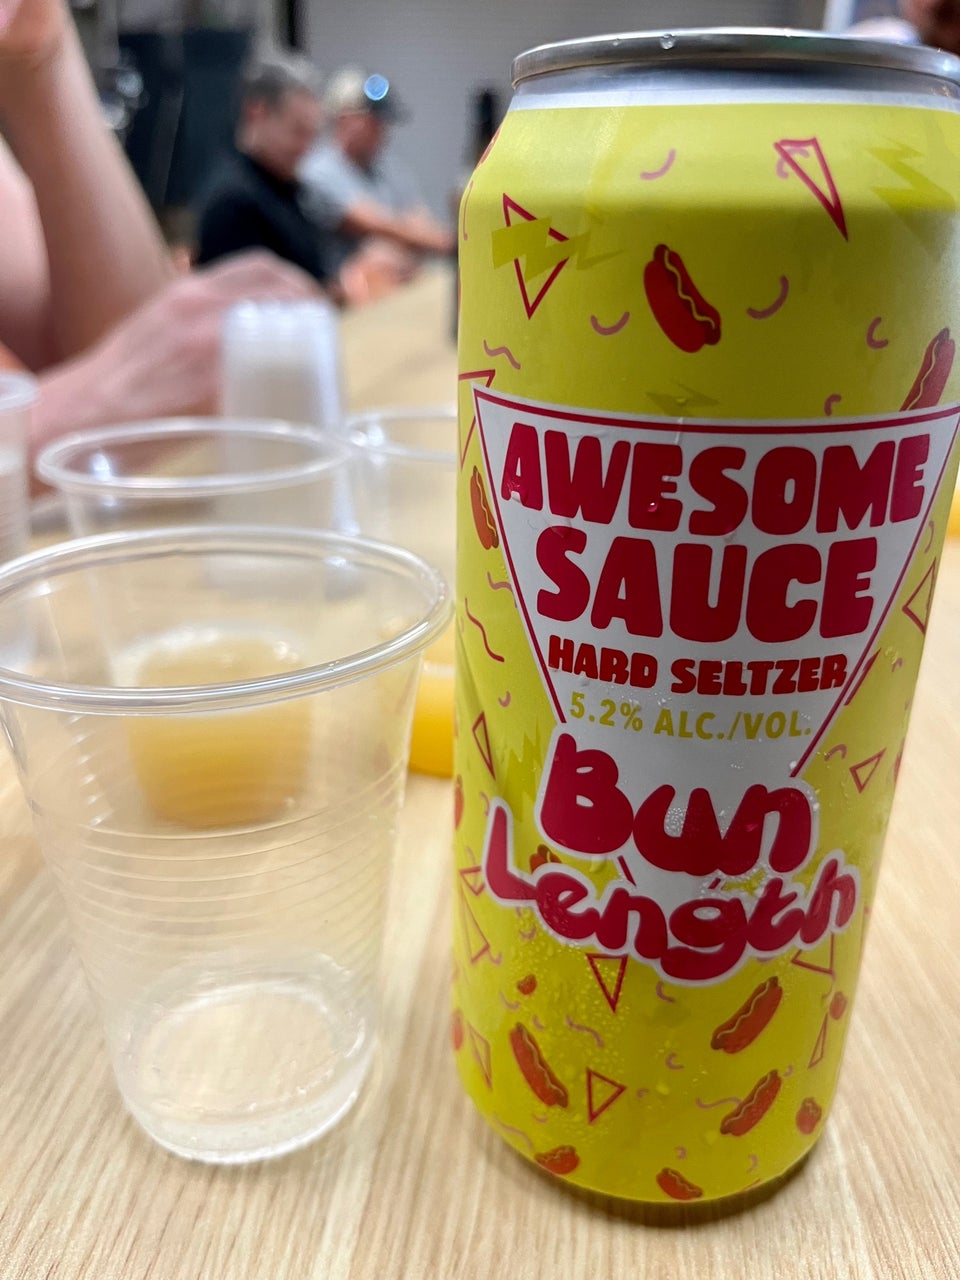 AWESOME
SAUCE
HARD SELTZER
5.2% ALC./VOL.
Bun
Length